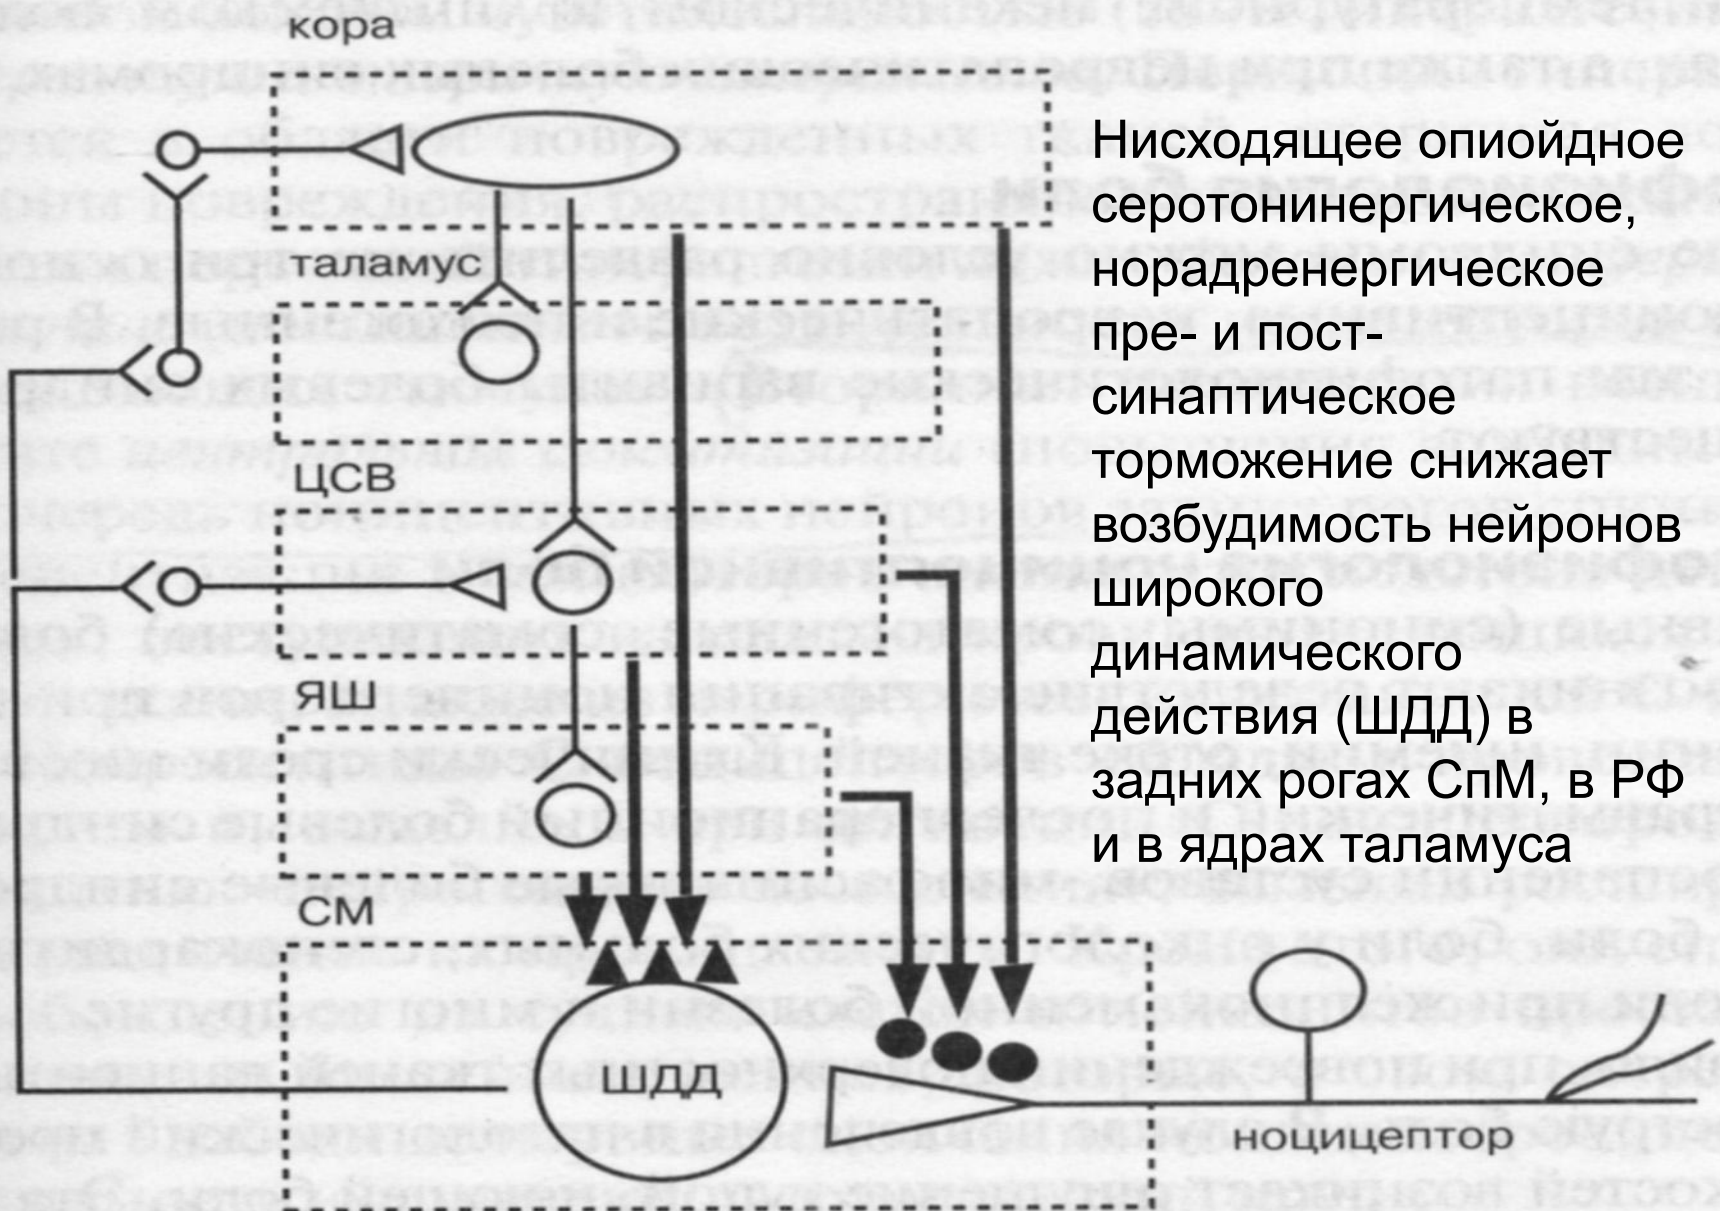 кора
таламус
ЦСВ
ЯШ
СМ
ШДД
ноцицептор
Нисходящее опиойдное
серотонинергическое,
норадренергическое
пре- и пост-
синаптическое
торможение снижает
возбудимость нейронов
широкого
динамического
действия (ШДД) в
задних рогах СпМ, в РФ
и в ядрах таламуса